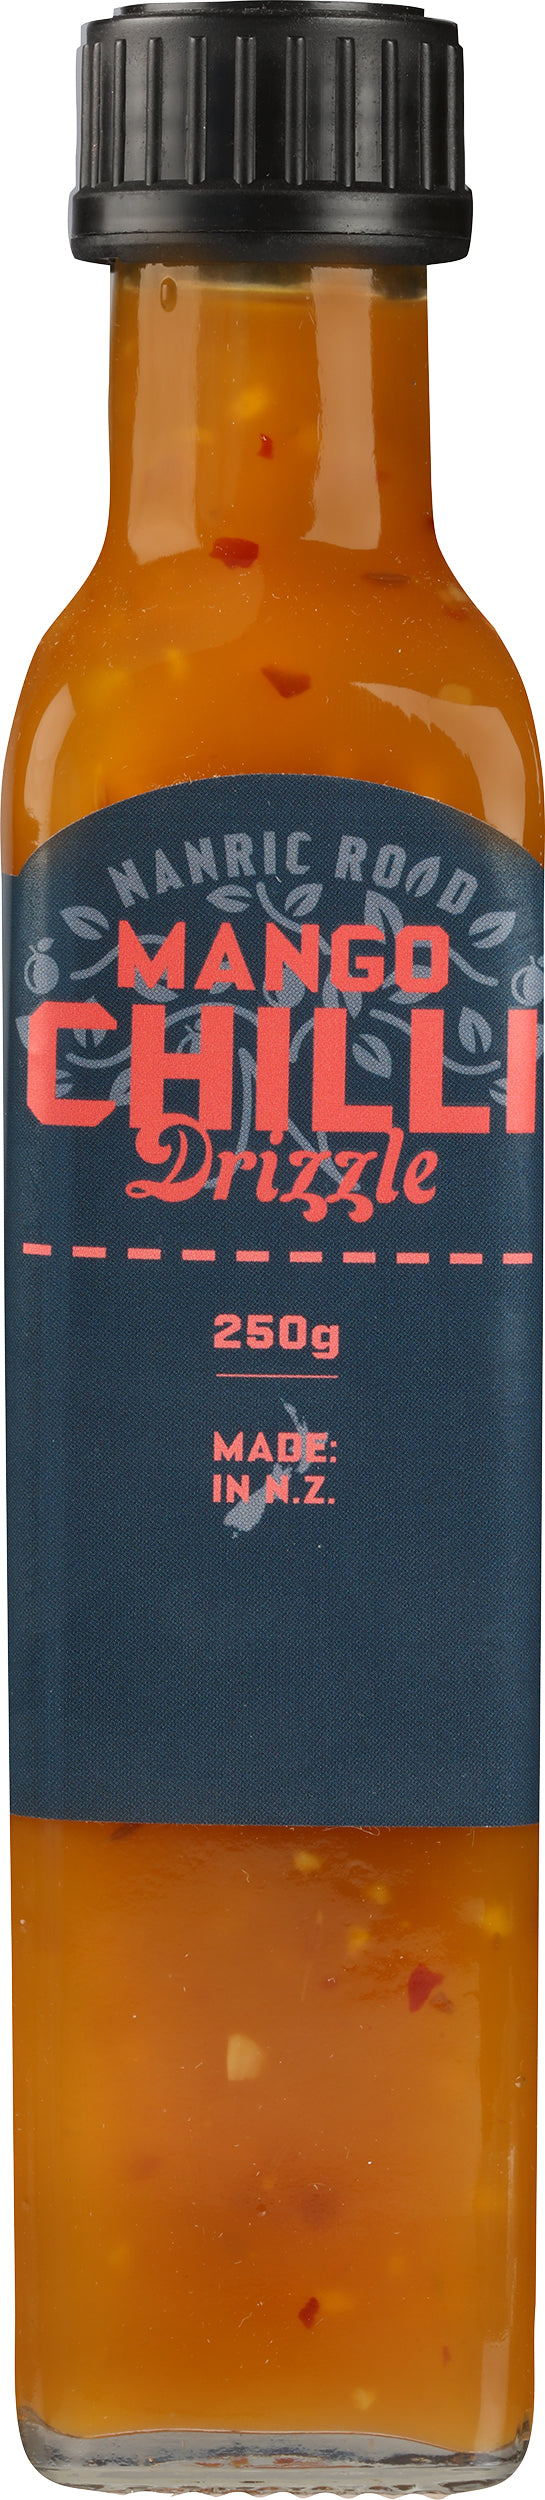 NANRIC ROAD
MANGO
CHILLI
Drizzle
250g
MADE:
IN N.Z.